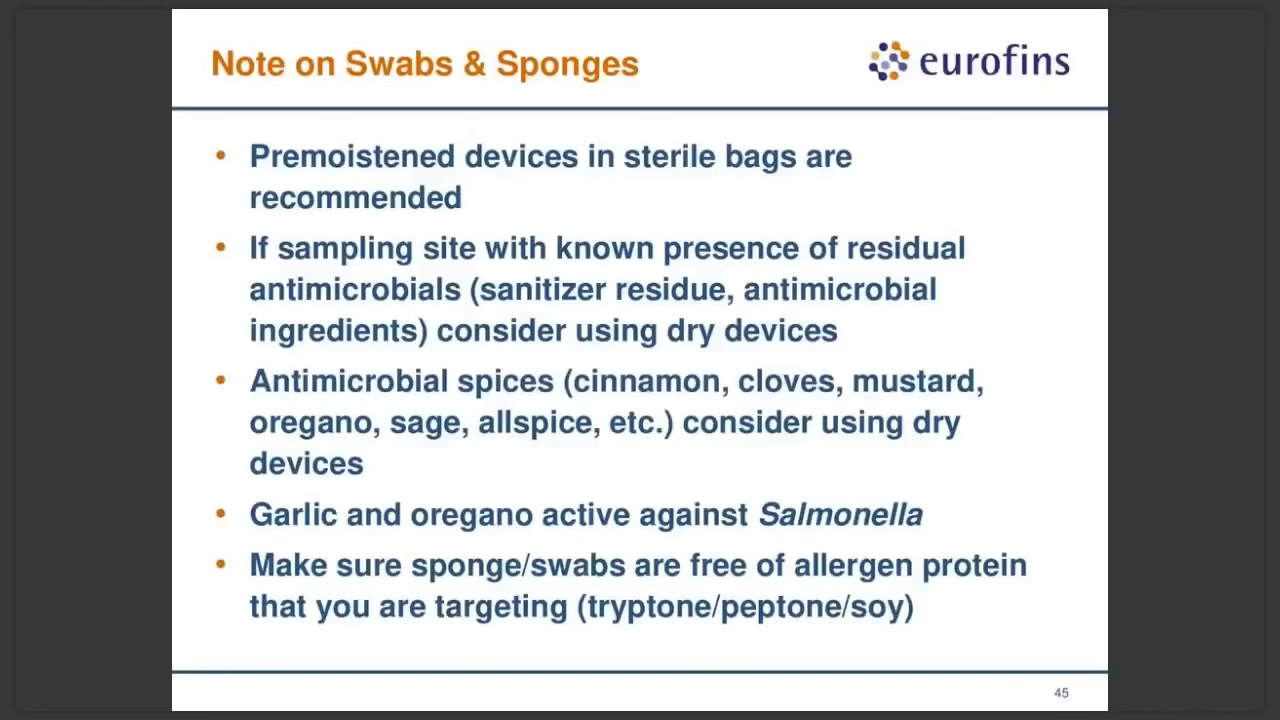 Note on Swabs & Sponges
eurofins
• Premoistened devices in sterile bags are
recommended
• If sampling site with known presence of residual
antimicrobials (sanitizer residue, antimicrobial
ingredients) consider using dry devices
• Antimicrobial spices (cinnamon, cloves, mustard,
oregano, sage, allspice, etc.) consider using dry
devices
• Garlic and oregano active against Salmonella
• Make sure sponge/swabs are free of allergen protein
that you are targeting (tryptone/peptone/soy)
45